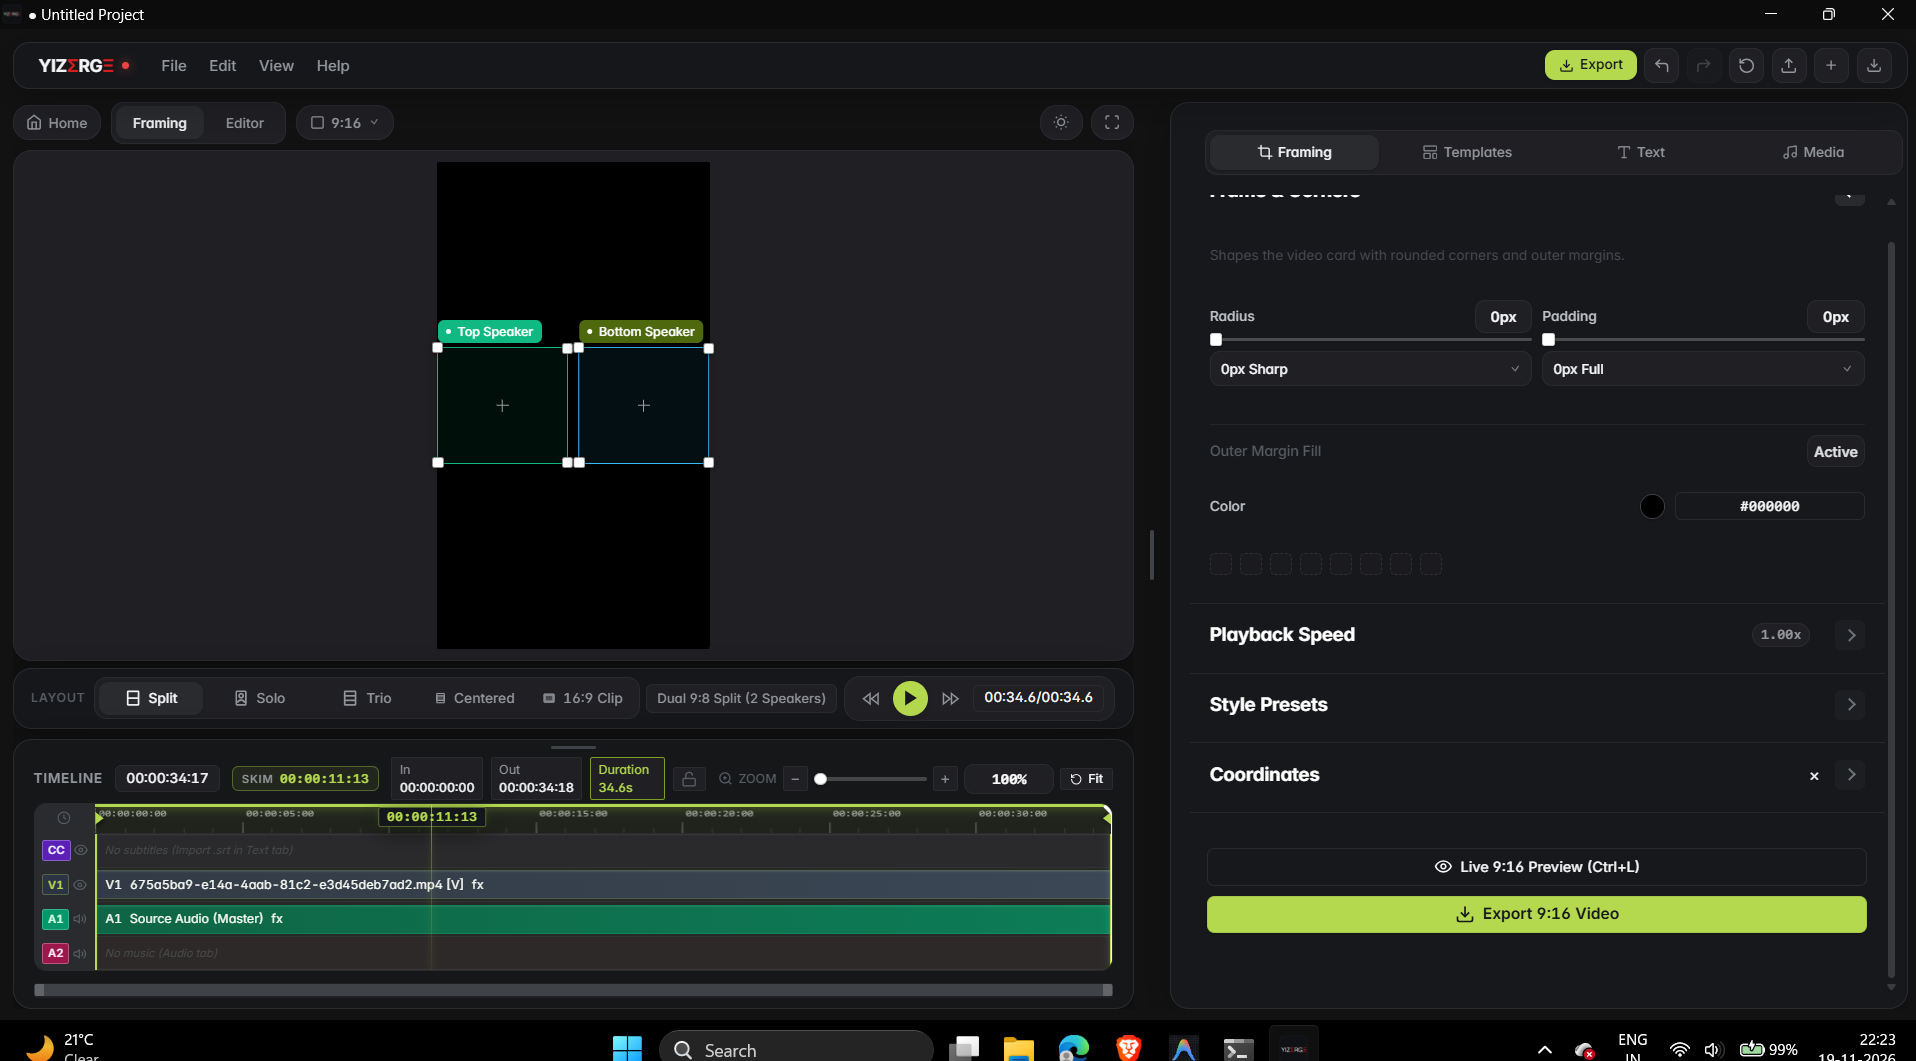 ● Untitled Project
YIZERGE File Edit View Help
Export
Home Framing Editor 9:16
Framing Templates Text Media
Frame & Corners
Shapes the video card with rounded corners and outer margins.
Radius 0px Padding 0px
0px Sharp 0px Full
Outer Margin Fill Active
Color #000000
Playback Speed 1.00x
Style Presets
Coordinates ×
Live 9:16 Preview (Ctrl+L)
Export 9:16 Video
• Top Speaker • Bottom Speaker
LAYOUT Split Solo Trio Centered 16:9 Clip Dual 9:8 Split (2 Speakers) 00:34.6/00:34.6
TIMELINE 00:00:34:17 SKIM 00:00:11:13
In 00:00:00:00
Out 00:00:34:18
Duration 34.6s
ZOOM − + 100% Fit
00:00:00:00 00:00:05:00 00:00:11:13 00:00:15:00 00:00:20:00 00:00:25:00 00:00:30:00
CC No subtitles (Import .srt in Text tab)
V1 V1 675a5ba9-e14a-4aab-81c2-e3d45deb7ad2.mp4 [V] fx
A1 A1 Source Audio (Master) fx
A2 No music (Audio tab)
21°C
Clear
Search
YIZERGE
ENG
IN
99%
22:23
19-11-2026